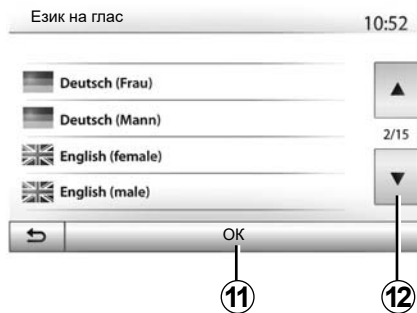 Език на глас
10:52
Deutsch (Frau)
Deutsch (Mann)
2/15
English (female)
English (male)
OK
11
12